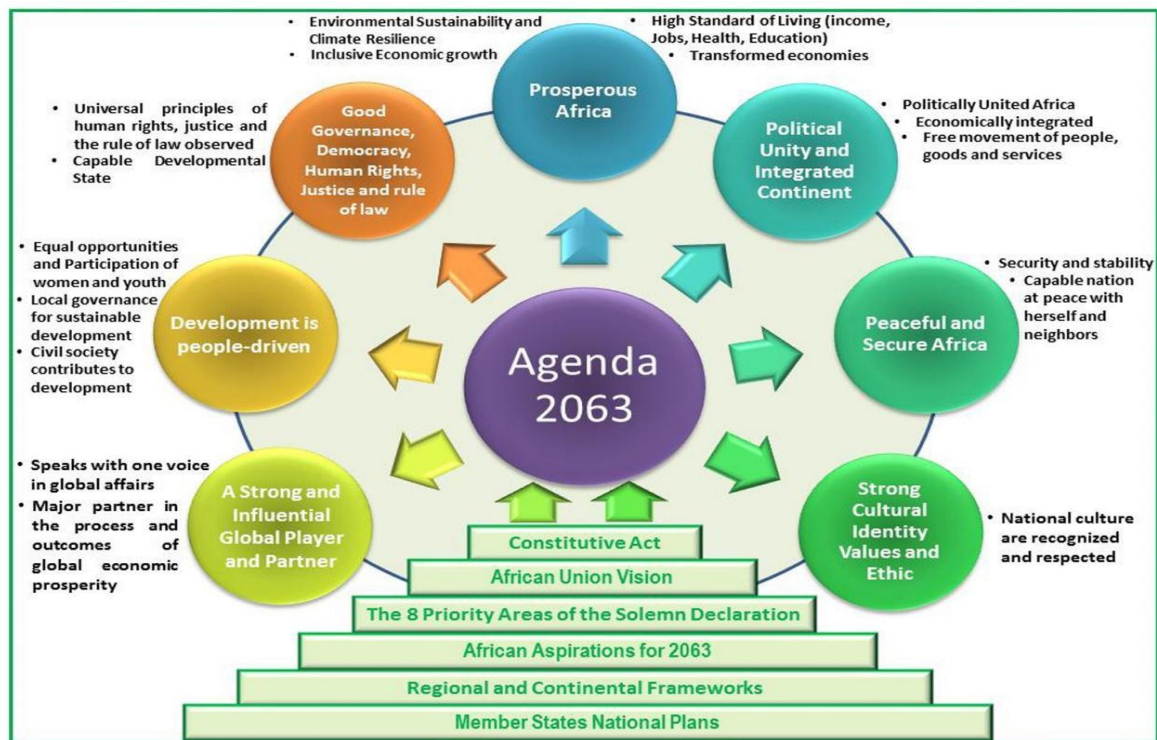 • Environmental Sustainability and
Climate Resilience
• Inclusive Economic growth
• High Standard of Living (income,
Jobs, Health, Education)
• Transformed economies
Prosperous
Africa
• Universal principles of
human rights, justice and
the rule of law observed
• Capable Developmental
State
Good
Governance,
Democracy,
Human Rights,
Justice and rule
of law
Political
Unity and
Integrated
Continent
• Politically United Africa
• Economically integrated
• Free movement of people,
goods and services
• Equal opportunities
and Participation of
women and youth
• Local governance
for sustainable
development
• Civil society
contributes to
development
Development is
people-driven
Agenda
2063
Peaceful and
Secure Africa
• Security and stability
• Capable nation
at peace with
herself and
neighbors
• Speaks with one voice
in global affairs
• Major partner in
the process and
outcomes of
global economic
prosperity
A Strong and
Influential
Global Player
and Partner
Strong
Cultural
Identity
Values and
Ethic
• National culture
are recognized
and respected
Constitutive Act
African Union Vision
The 8 Priority Areas of the Solemn Declaration
African Aspirations for 2063
Regional and Continental Frameworks
Member States National Plans